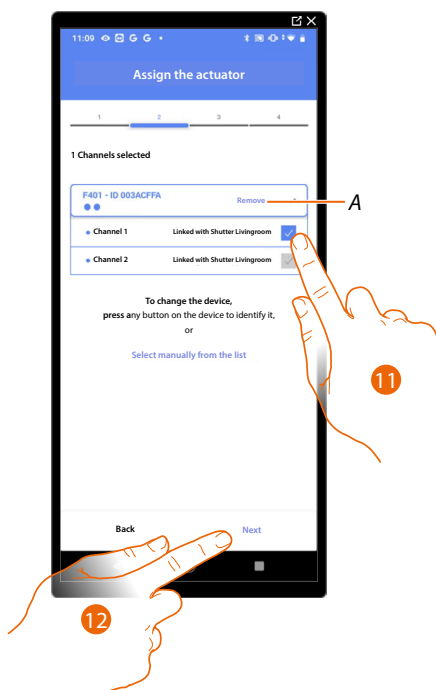 11:09 G G
Assign the actuator
1 2 3 4
1 Channels selected
F401 - ID 003ACFFA
Remove
A
Channel 1 Linked with Shutter Livingroom
Channel 2 Linked with Shutter Livingroom
To change the device,
press any button on the device to identify it,
or
Select manually from the list
11
Back Next
12